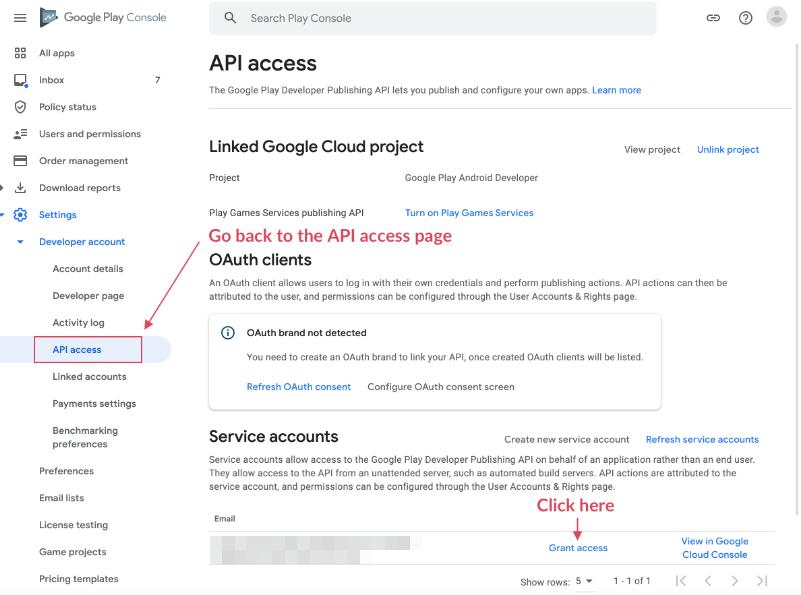 Google Play Console
Search Play Console
All apps
Inbox 7
Policy status
Users and permissions
Order management
Download reports
Settings
Developer account
Account details
Developer page
Activity log
API access
Linked accounts
Payments settings
Benchmarking
preferences
Preferences
Email lists
License testing
Game projects
Pricing templates
API access
The Google Play Developer Publishing API lets you publish and configure your own apps. Learn more
Linked Google Cloud project
View project Unlink project
Project Google Play Android Developer
Play Games Services publishing API Turn on Play Games Services
Go back to the API access page
OAuth clients
An OAuth client allows users to log in with their own credentials and perform publishing actions. API actions can then be
attributed to the user, and permissions can be configured through the User Accounts & Rights page.
OAuth brand not detected
You need to create an OAuth brand to link your API, once created OAuth clients will be listed.
Refresh OAuth consent Configure OAuth consent screen
Service accounts
Create new service account Refresh service accounts
Service accounts allow access to the Google Play Developer Publishing API on behalf of an application rather than an end user.
They allow access to the API from an unattended server, such as automated build servers. API actions are attributed to the
service account, and permissions can be configured through the User Accounts & Rights page.
Click here
Email
Grant access
View in Google
Cloud Console
Show rows: 5 1 - 1 of 1